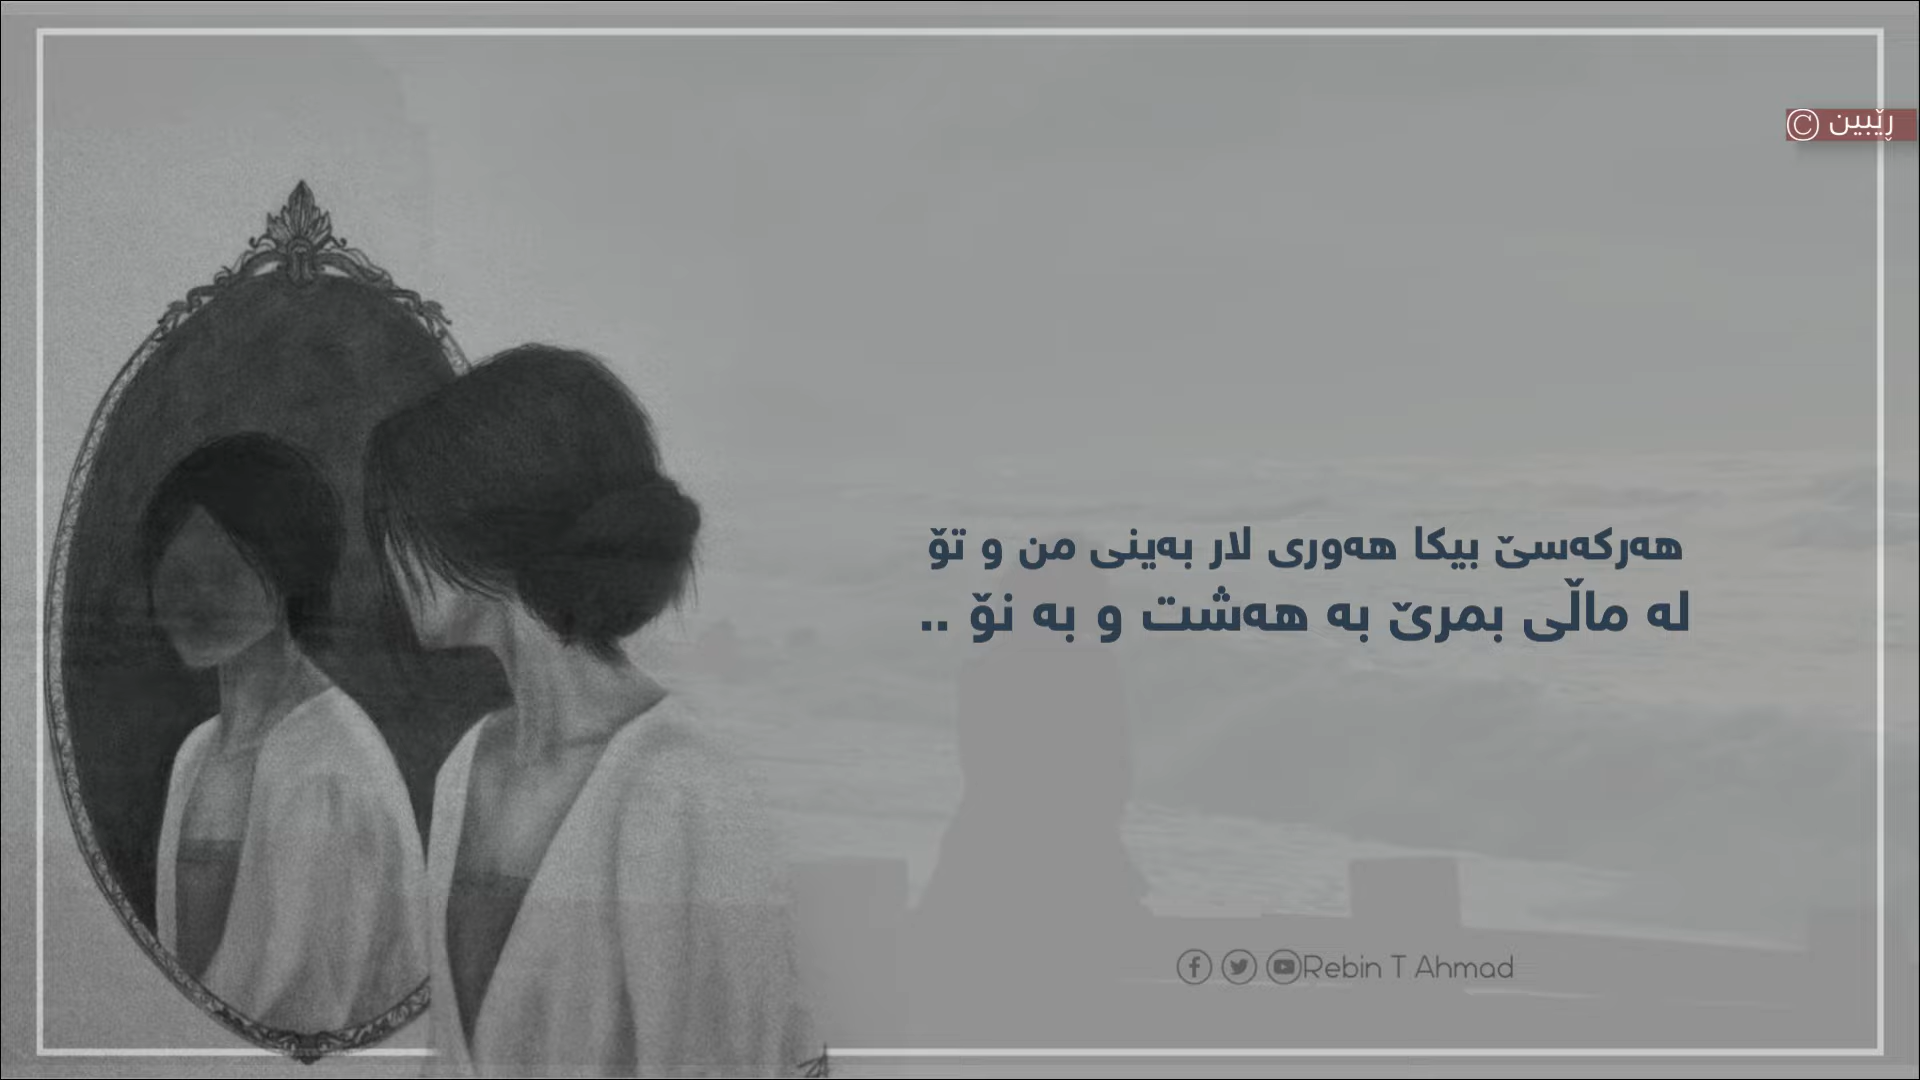 ڕێبین ©
هەرکەسێ بیکا هەوری لار بەینی من و تۆ
لە ماڵی بمرێ بە هەشت و بە نۆ ..
Rebin T Ahmad